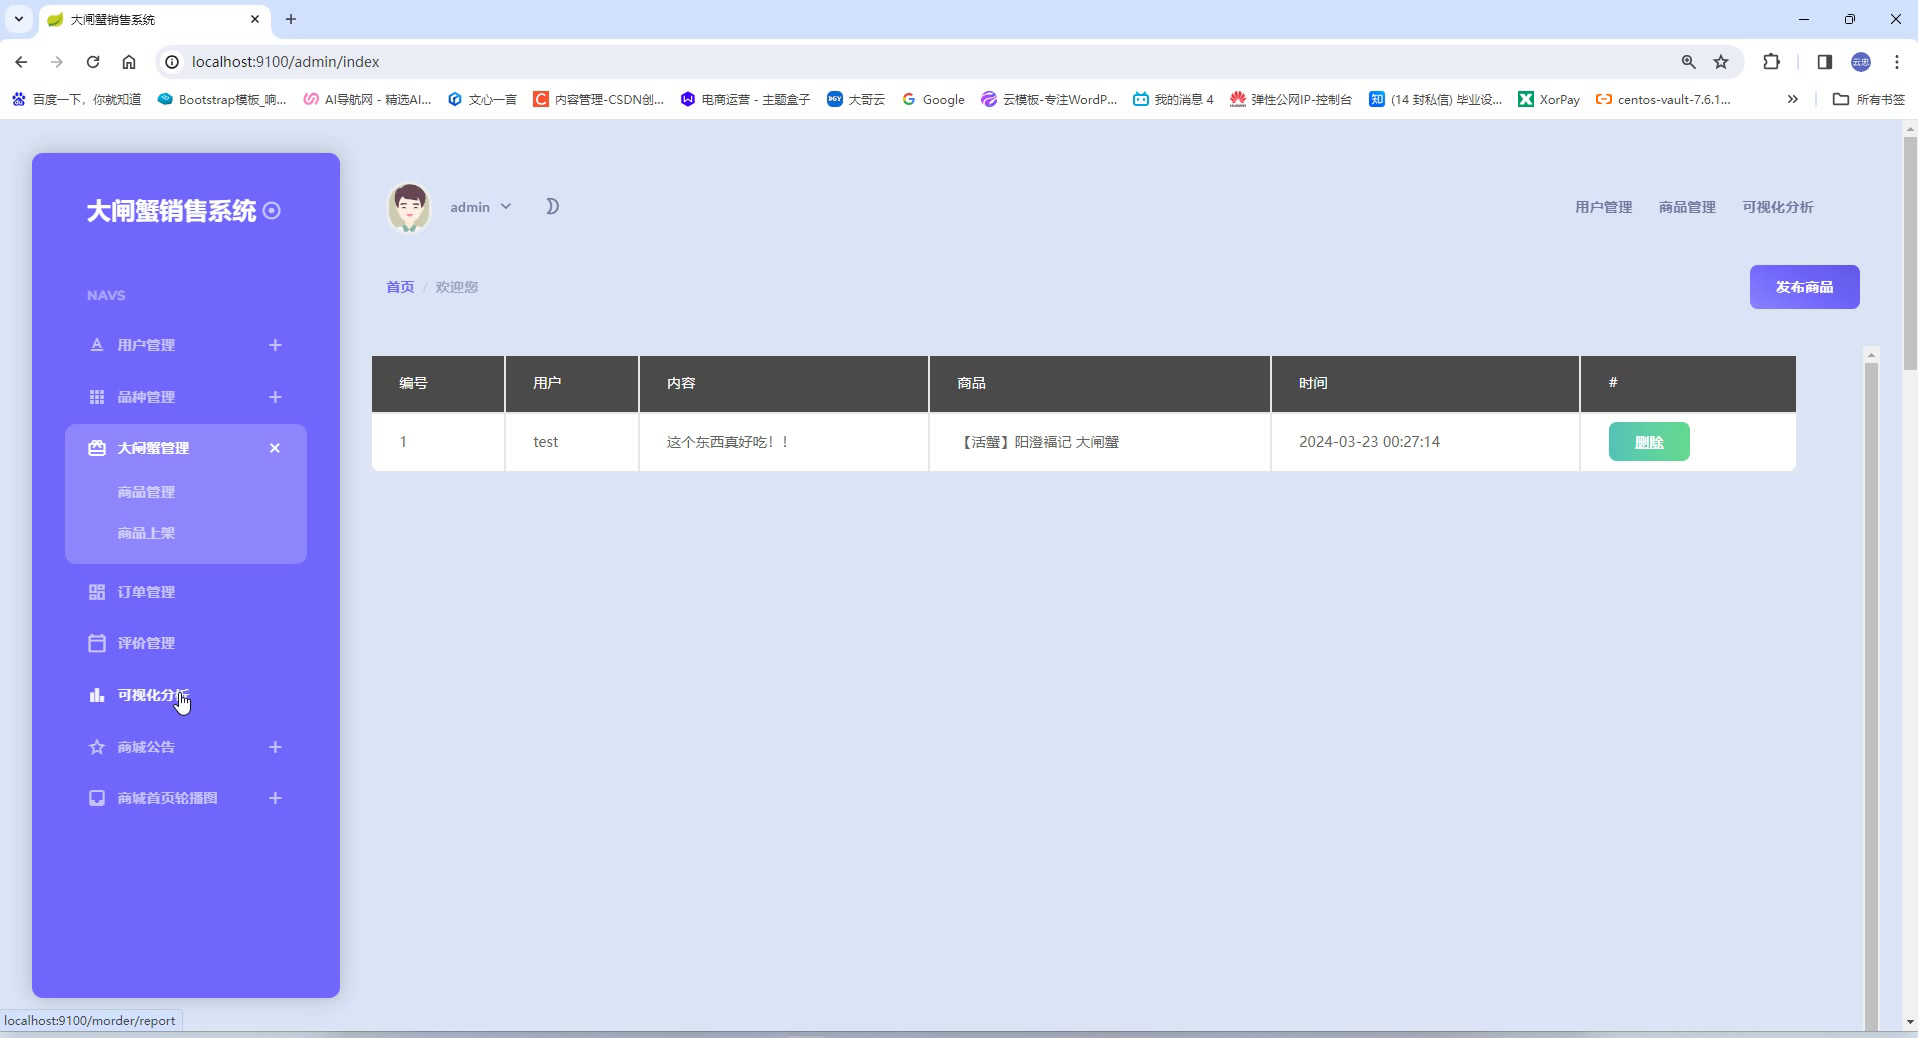 大闸蟹销售系统
localhost:9100/admin/index
百度一下，你就知道
Bootstrap模板_响...
AI导航网 - 精选AI...
文心一言
内容管理-CSDN创...
电商运营 - 主题盒子
大哥云
Google
云模板-专注WordP...
我的消息 4
弹性公网IP-控制台
(14 封私信) 毕业设...
XorPay
centos-vault-7.6.1...
所有书签
大闸蟹销售系统
admin
用户管理 商品管理 可视化分析
首页 / 欢迎您
发布商品
NAVS
用户管理
品种管理
大闸蟹管理
商品管理
商品上架
订单管理
评价管理
可视化分析
商城公告
商城首页轮播图
编号 用户 内容 商品 时间 #
1 test 这个东西真好吃！！ 【活蟹】阳澄福记 大闸蟹 2024-03-23 00:27:14 删除
localhost:9100/morder/report